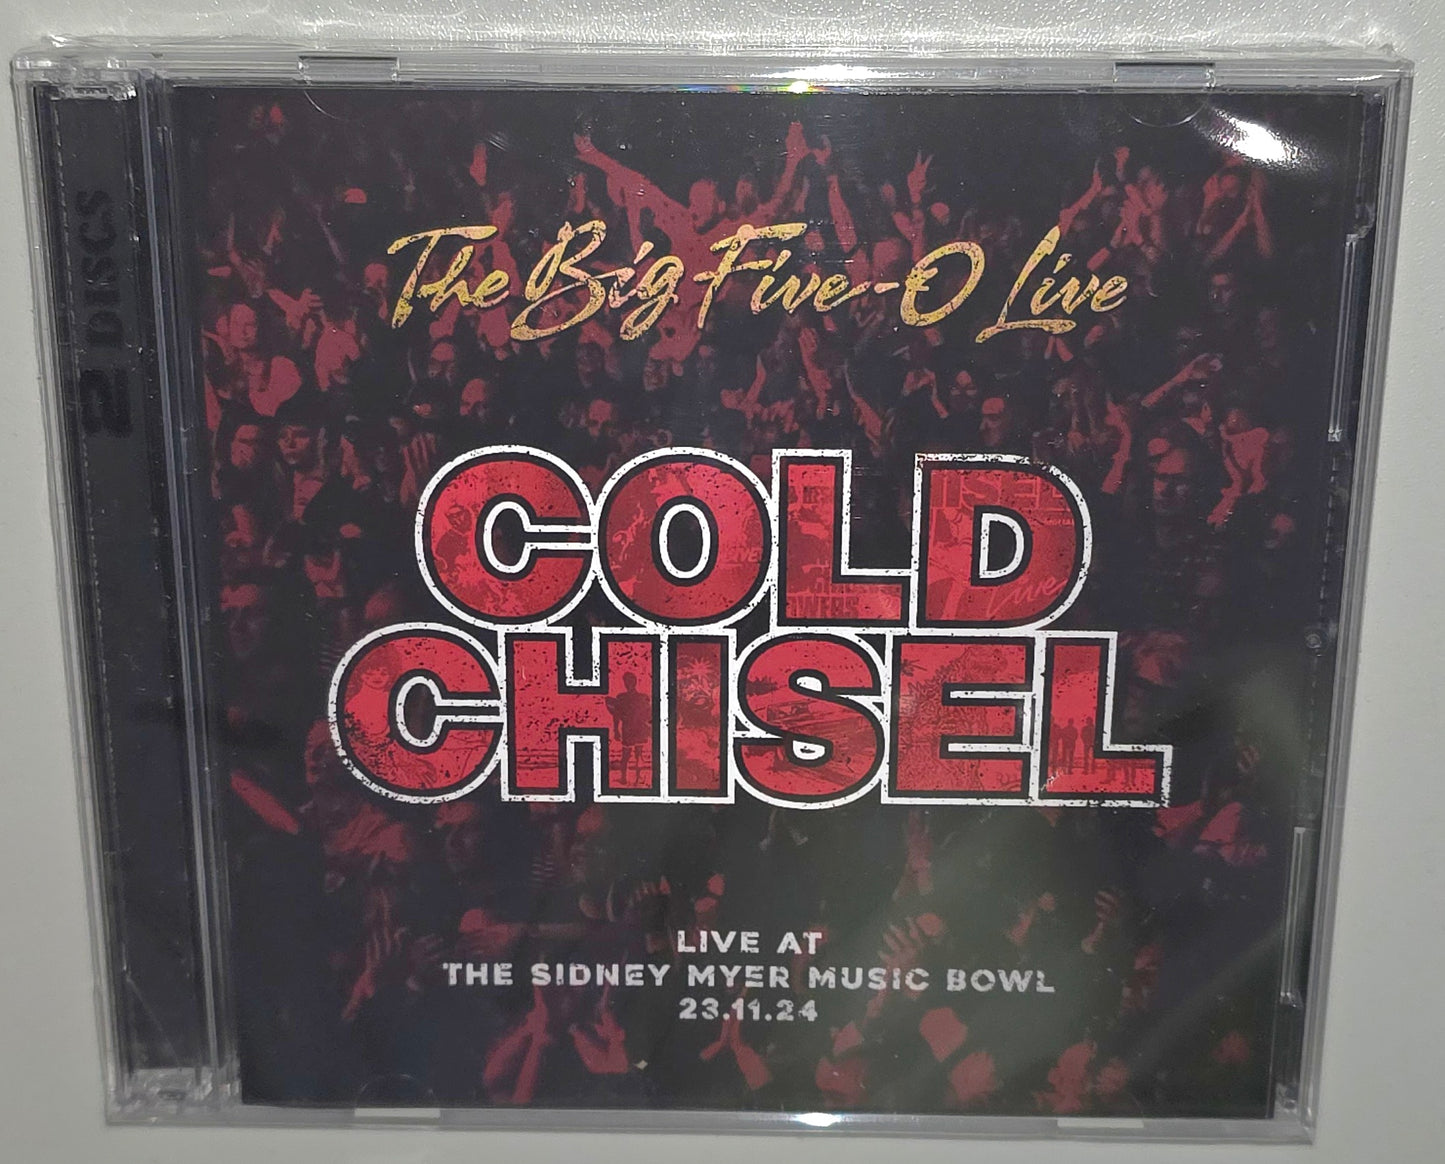 2 DISCS
The Big Five-O Live
COLD
CHISEL
LIVE AT
THE SIDNEY MYER MUSIC BOWL
23.11.24